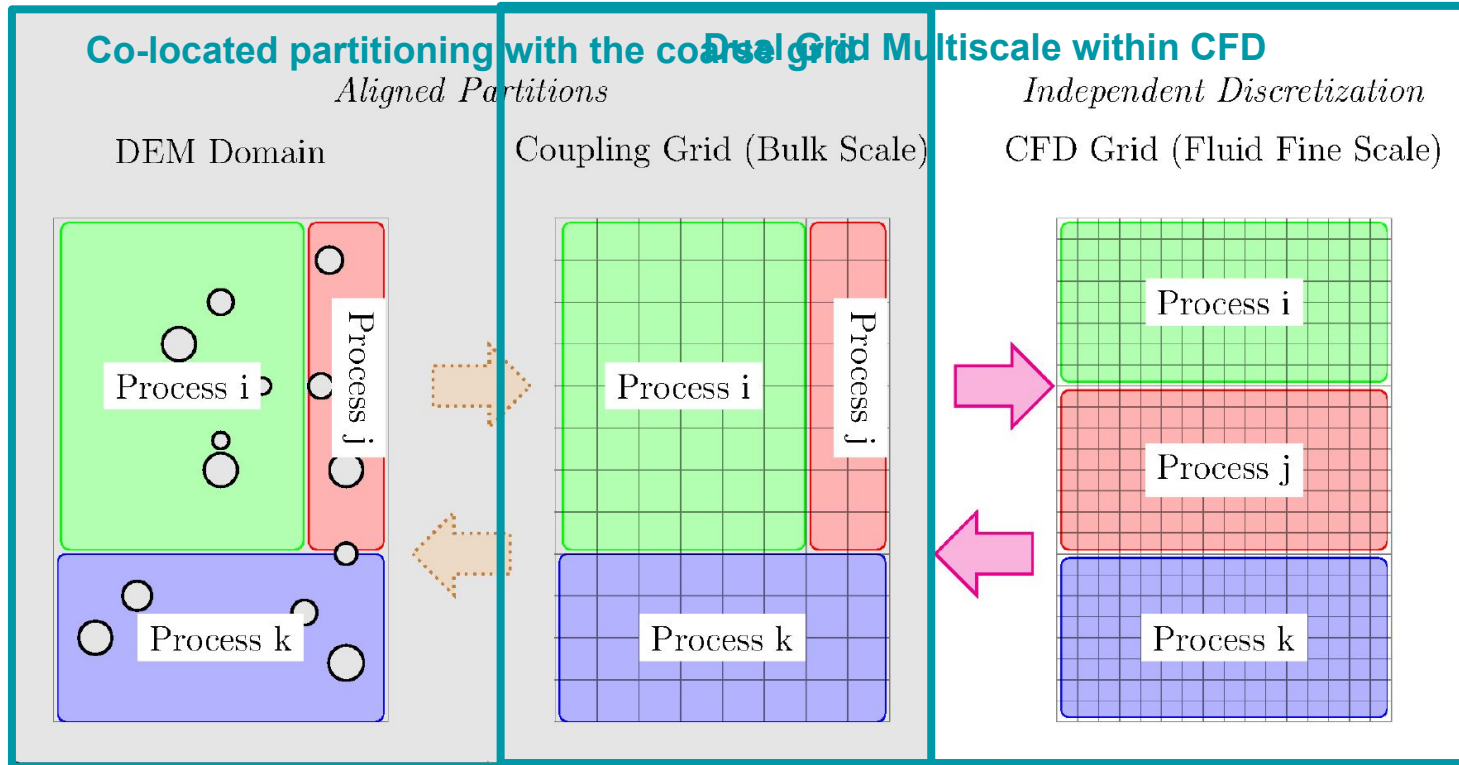 Co-located partitioning with the coarse grid
Dual Grid Multiscale within CFD
Aligned Partitions
Independent Discretization
DEM Domain
Coupling Grid (Bulk Scale)
CFD Grid (Fluid Fine Scale)
Process i
Process j
Process k
Process i
Process j
Process k
Process i
Process j
Process k